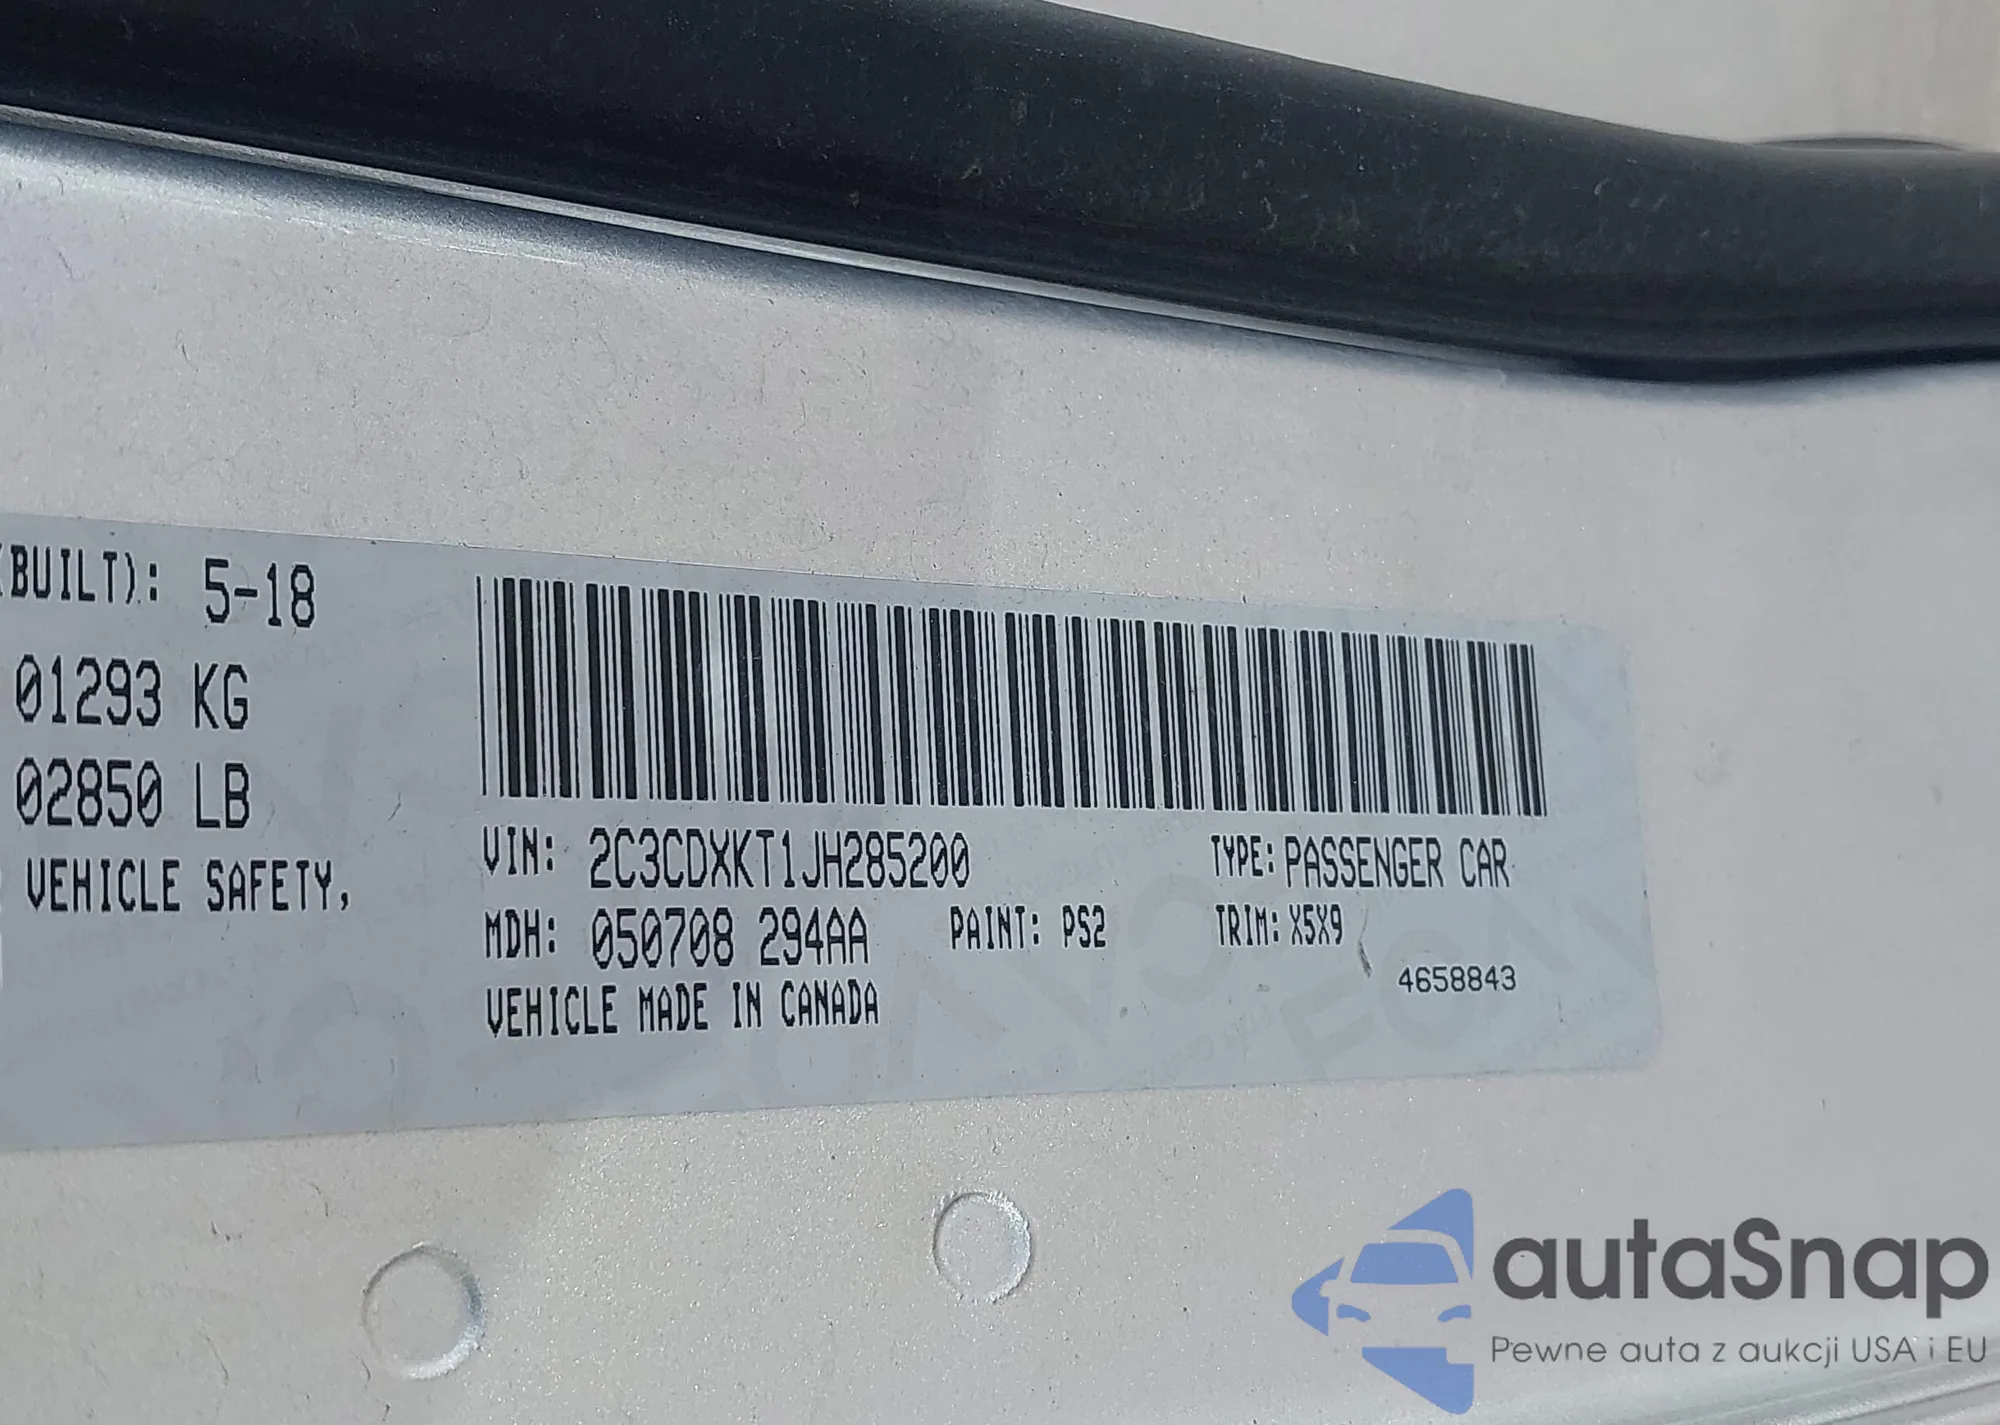 (BUILT): 5-18
01293 KG
02850 LB
VEHICLE SAFETY,
VIN: 2C3CDXKT1JH285200
TYPE: PASSENGER CAR
MDH: 050708 294AA
PAINT: PS2
TRIM: X5X9
VEHICLE MADE IN CANADA
4658843
autaSnap
Pewne auta z aukcji USA i EU